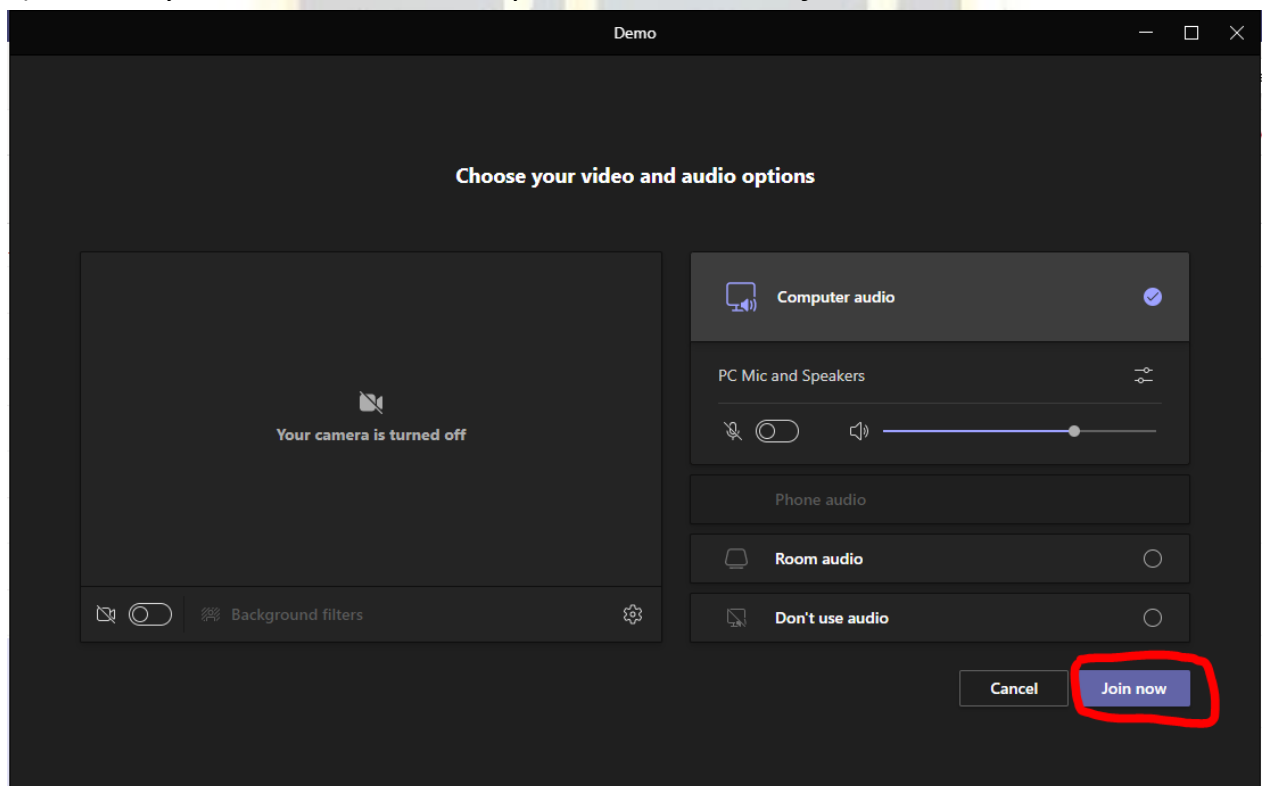 Demo
Choose your video and audio options
Your camera is turned off
Background filters
Computer audio
PC Mic and Speakers
Phone audio
Room audio
Don't use audio
Cancel
Join now